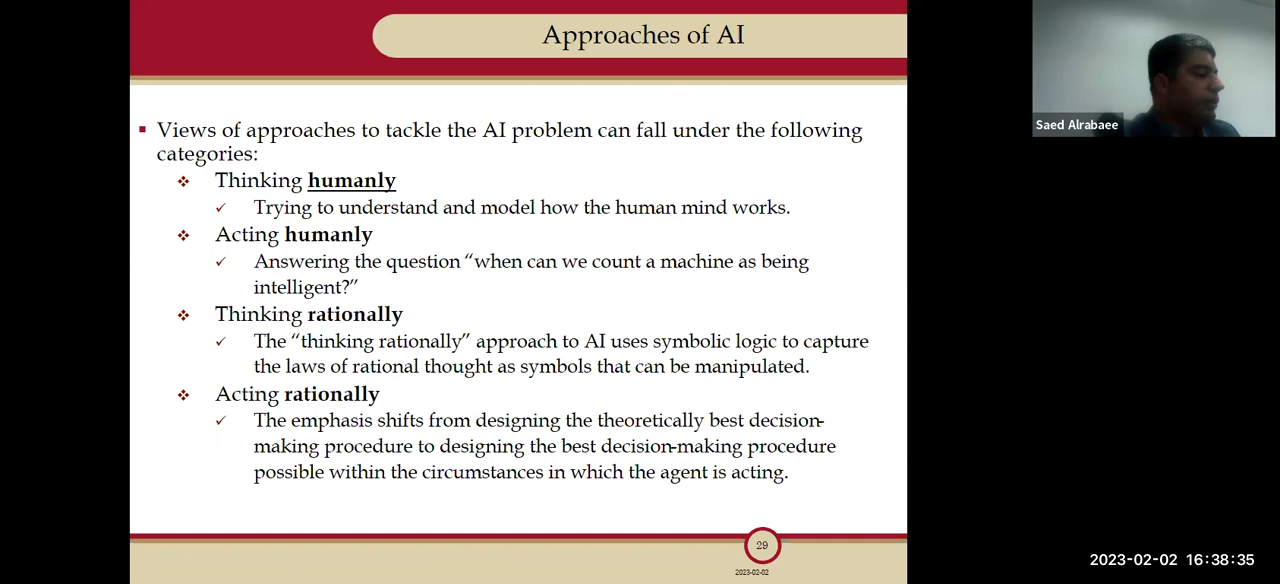 Approaches of AI
Saed Alrabaee
Views of approaches to tackle the AI problem can fall under the following
categories:
Thinking humanly
Trying to understand and model how the human mind works.
Acting humanly
Answering the question “when can we count a machine as being
intelligent?”
Thinking rationally
The “thinking rationally” approach to AI uses symbolic logic to capture
the laws of rational thought as symbols that can be manipulated.
Acting rationally
The emphasis shifts from designing the theoretically best decision-
making procedure to designing the best decision-making procedure
possible within the circumstances in which the agent is acting.
29
2023-02-02
2023-02-02 16:38:35